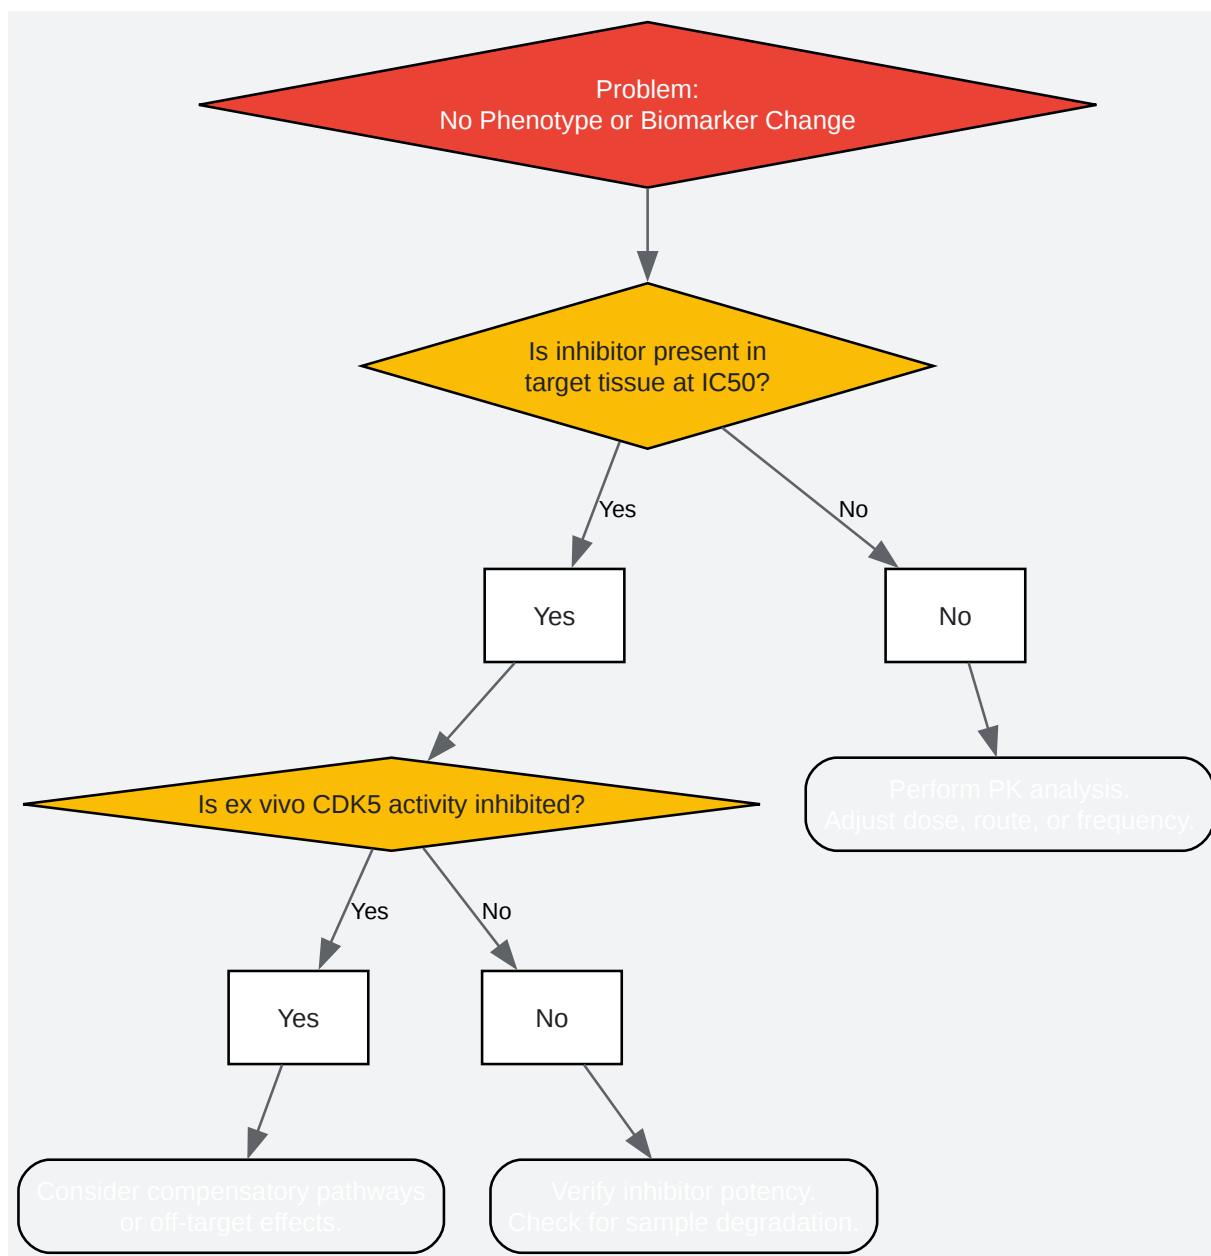 Problem:
No Phenotype or Biomarker Change
Is inhibitor present in
target tissue at IC50?
Yes
No
Yes
No
Perform PK analysis.
Adjust dose, route, or frequency.
Is ex vivo CDK5 activity inhibited?
Yes
No
Yes
No
Consider compensatory pathways
or off-target effects.
Verify inhibitor potency.
Check for sample degradation.